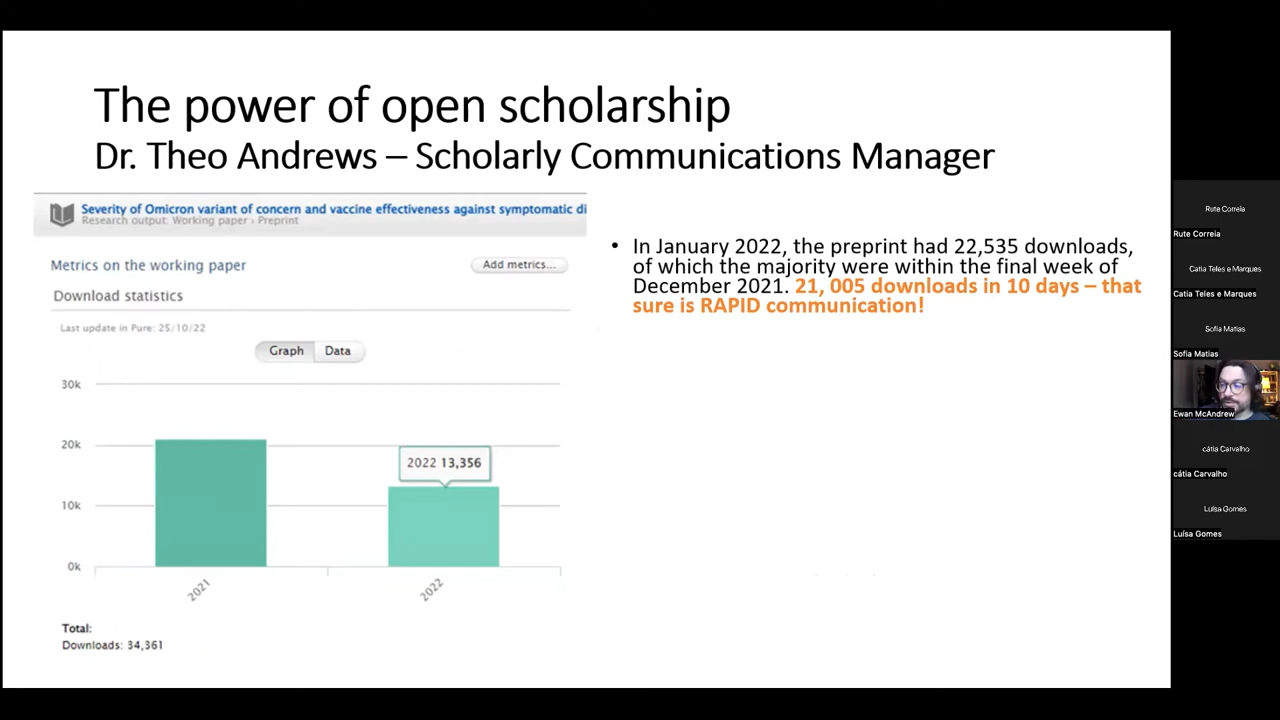 The power of open scholarship
Dr. Theo Andrews – Scholarly Communications Manager
Severity of Omicron variant of concern and vaccine effectiveness against symptomatic di
Research output: Working paper › Preprint
Metrics on the working paper
Add metrics...
Download statistics
Last update in Pure: 25/10/22
Graph
Data
30k
20k
10k
0k
2022 13,356
2021
2022
Total:
Downloads: 34,361
• In January 2022, the preprint had 22,535 downloads,
of which the majority were within the final week of
December 2021. 21, 005 downloads in 10 days – that
sure is RAPID communication!
Rute Correia
Rute Correia
Catia Teles e Marques
Catia Teles e Marques
Sofia Matias
Sofia Matias
Ewan McAndrew
cátia Carvalho
cátia Carvalho
Luísa Gomes
Luísa Gomes